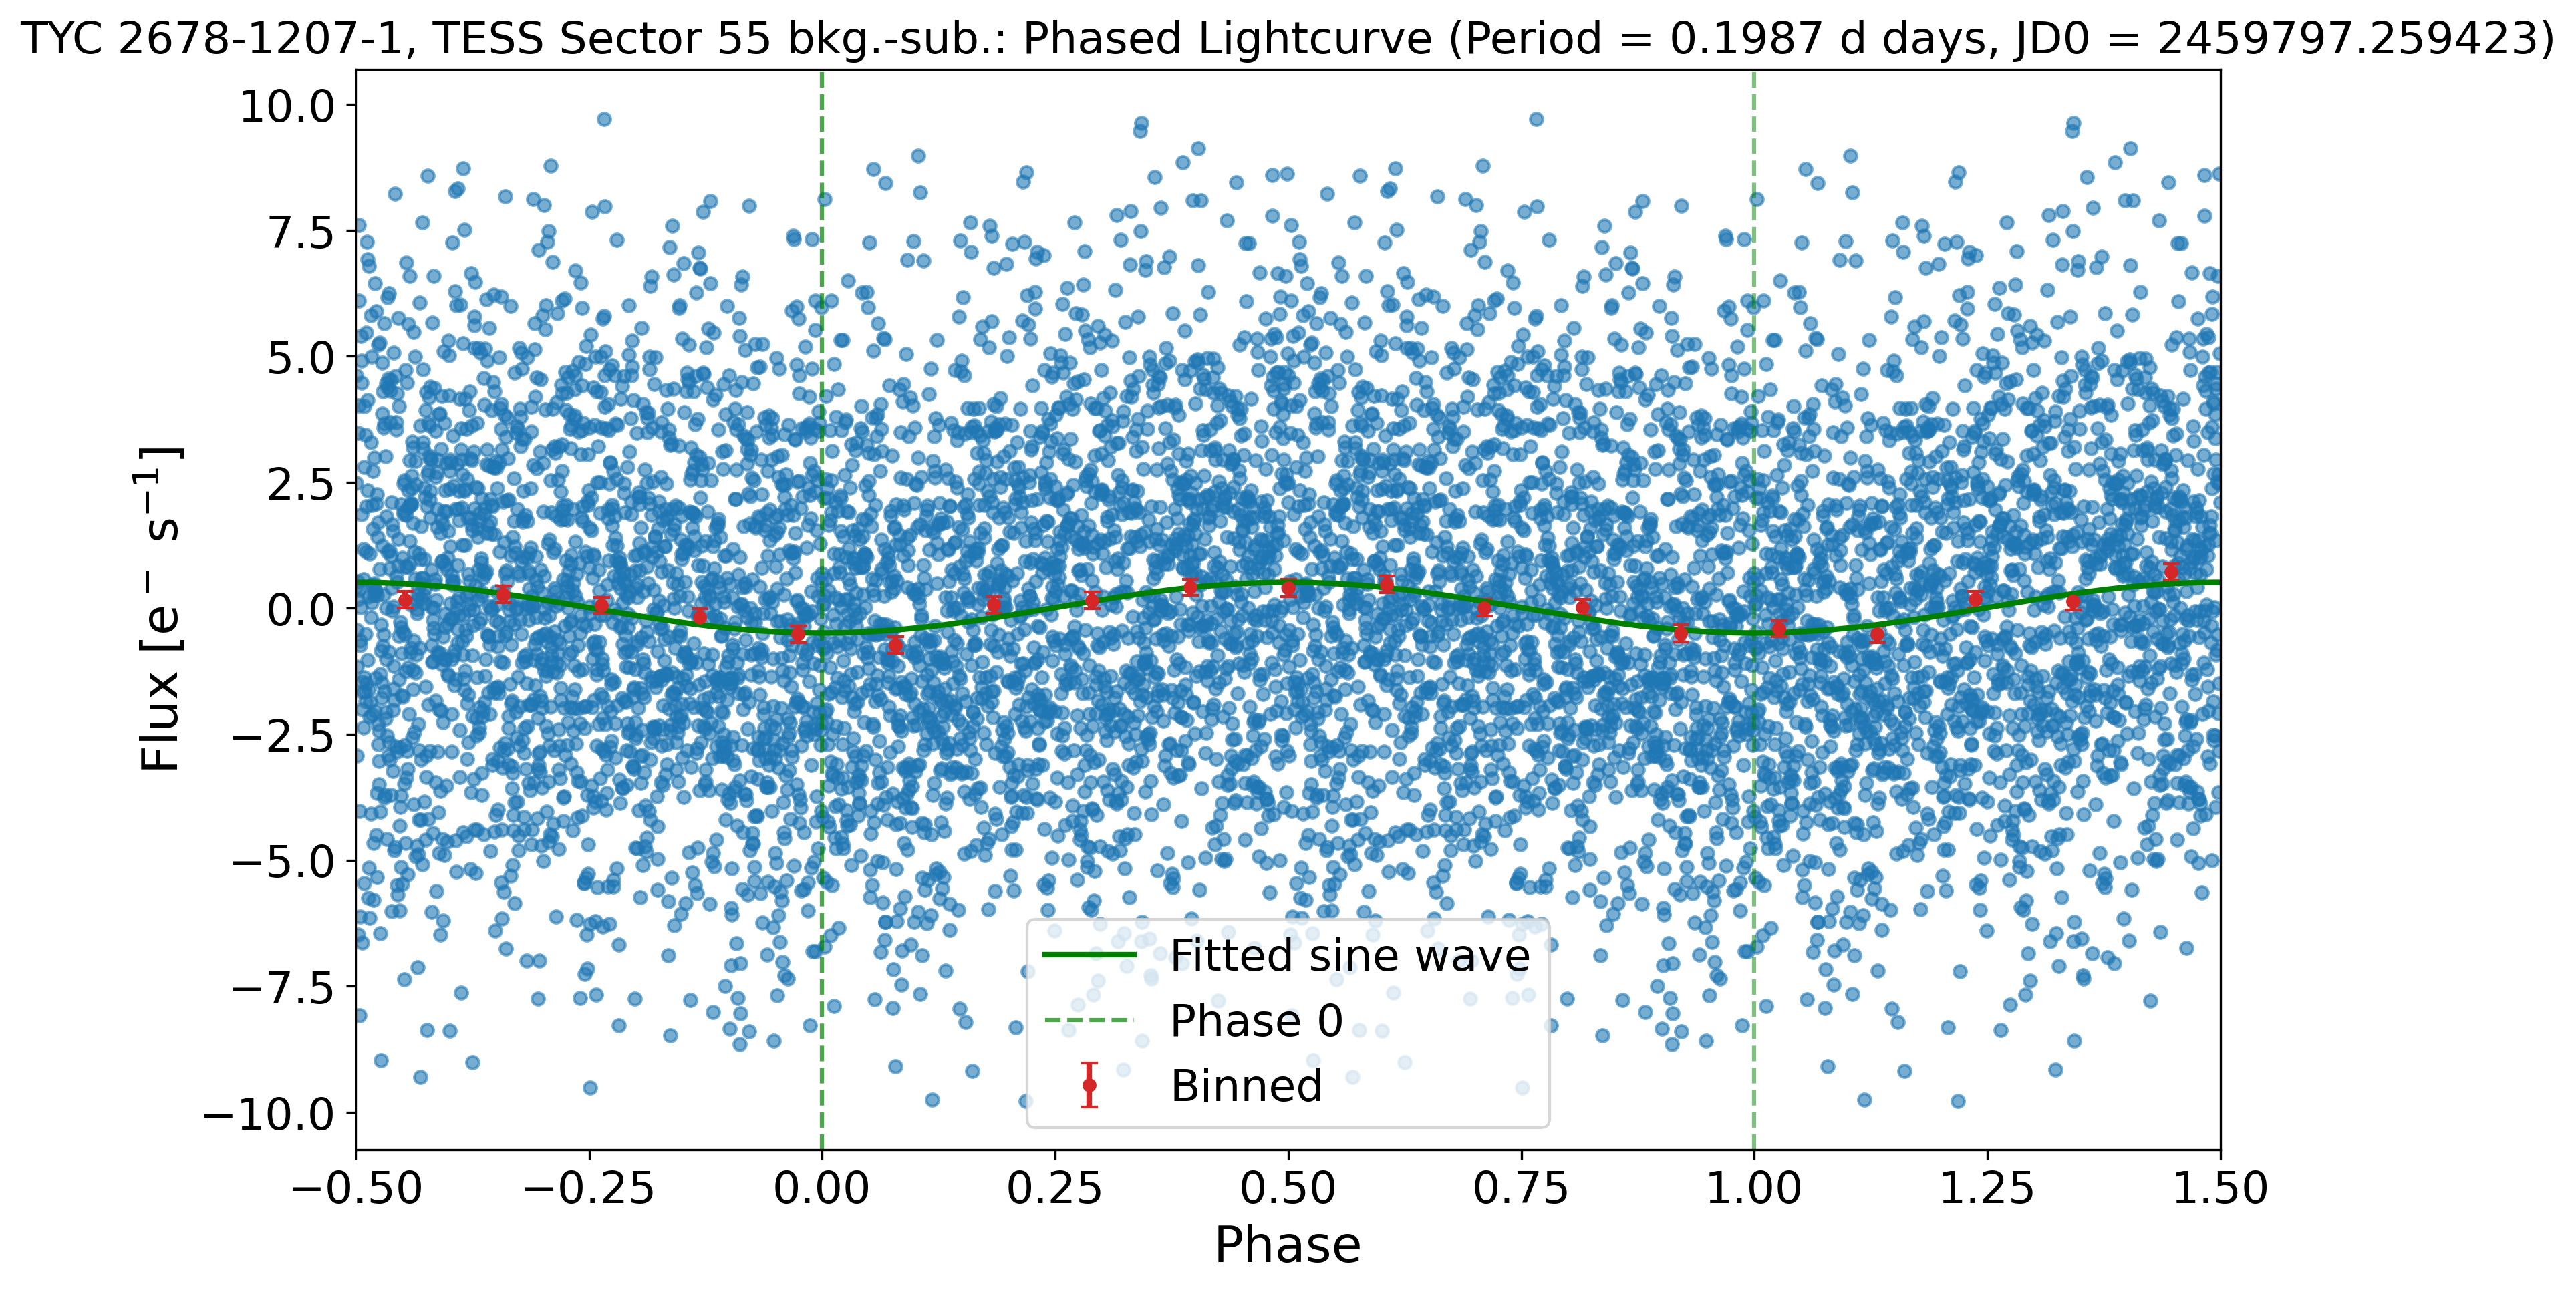 TYC 2678-1207-1, TESS Sector 55 bkg.-sub.: Phased Lightcurve (Period = 0.1987 d days, JD0 = 2459797.259423)
10.0
7.5
5.0
2.5
0.0
−2.5
−5.0
−7.5
−10.0
Flux [e⁻ s⁻¹]
Fitted sine wave
Phase 0
Binned
−0.50 −0.25 0.00 0.25 0.50 0.75 1.00 1.25 1.50
Phase